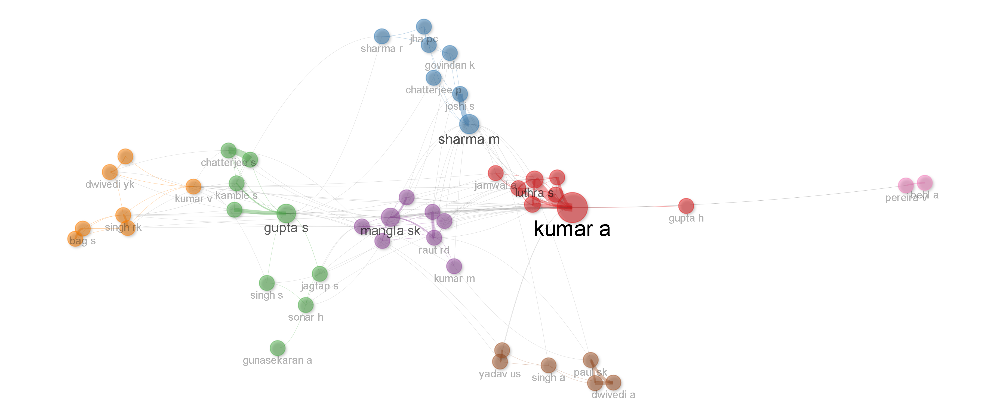 jha pc
sharma r
govindan k
chatterjee p
joshi s
sharma m
chatterjee s
dwivedi yk
kamble s
kumar v
jamwal a
luthra s
pereira v
behl a
gupta h
singh rk
gupta s
mangla sk
kumar a
bag s
raut rd
kumar m
jagtap s
singh s
sonar h
gunasekaran a
yadav us
singh a
paul sk
dwivedi a